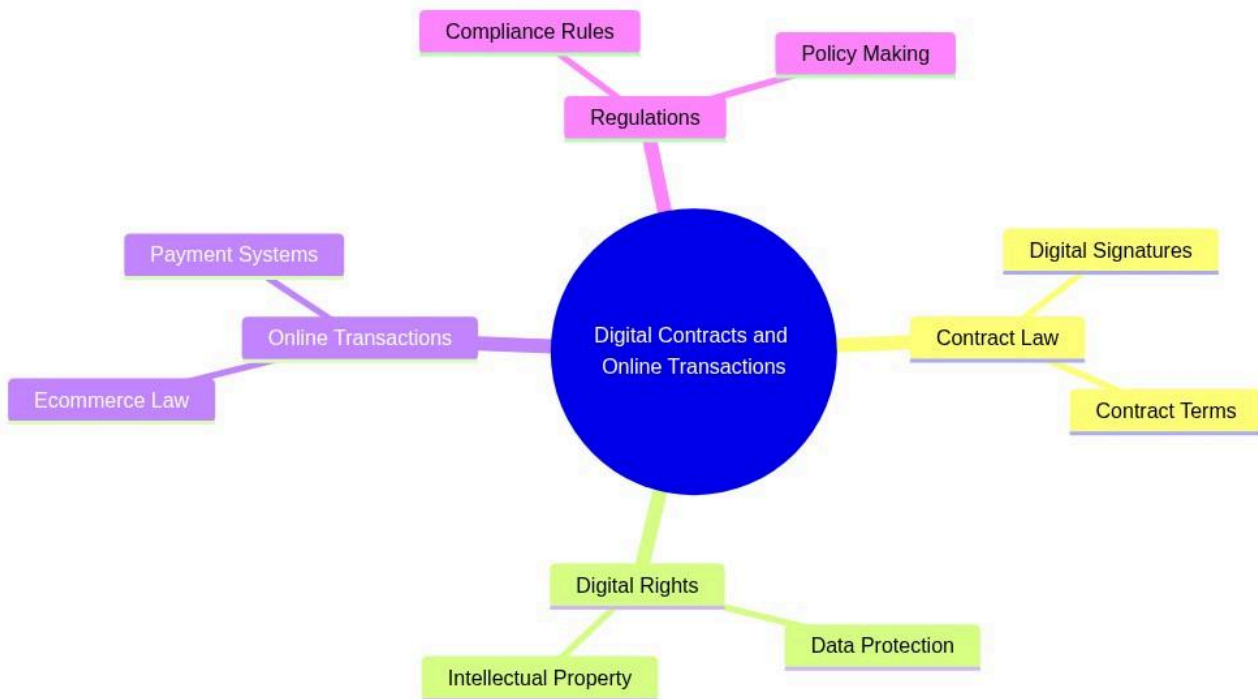 Compliance Rules
Policy Making
Regulations
Payment Systems
Online Transactions
Ecommerce Law
Digital Contracts and
Online Transactions
Digital Signatures
Contract Law
Contract Terms
Digital Rights
Intellectual Property
Data Protection